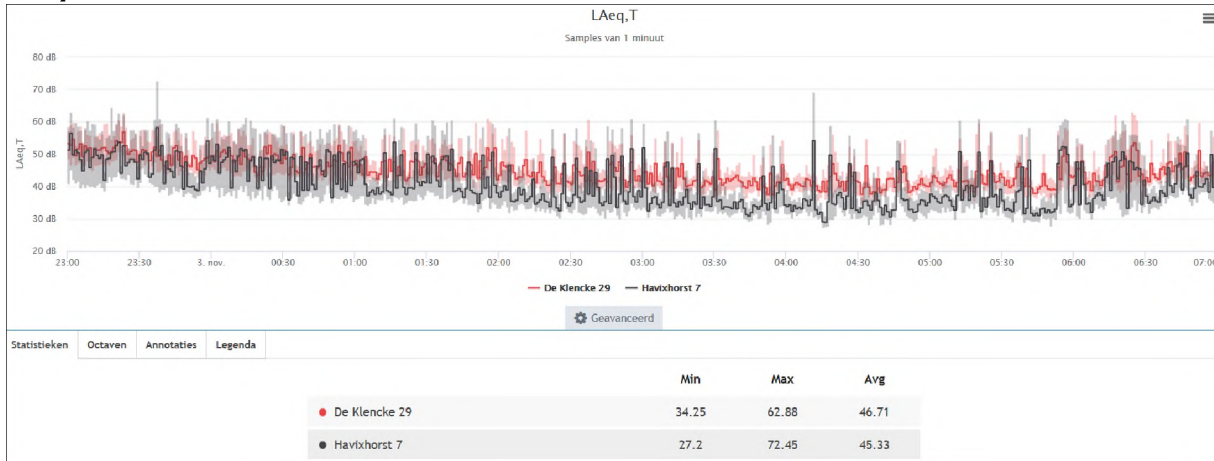 LAeq,T
Samples van 1 minuut
80 dB
70 dB
60 dB
50 dB
40 dB
30 dB
20 dB
LAeq,T
23:00 23:30 3. nov. 00:30 01:00 01:30 02:00 02:30 03:00 03:30 04:00 04:30 05:00 05:30 06:00 06:30 07:00
De Klencke 29 Havixhorst 7
Geavanceerd
Statistieken Octaven Annotaties Legenda
Min Max Avg
De Klencke 29 34.25 62.88 46.71
Havixhorst 7 27.2 72.45 45.33